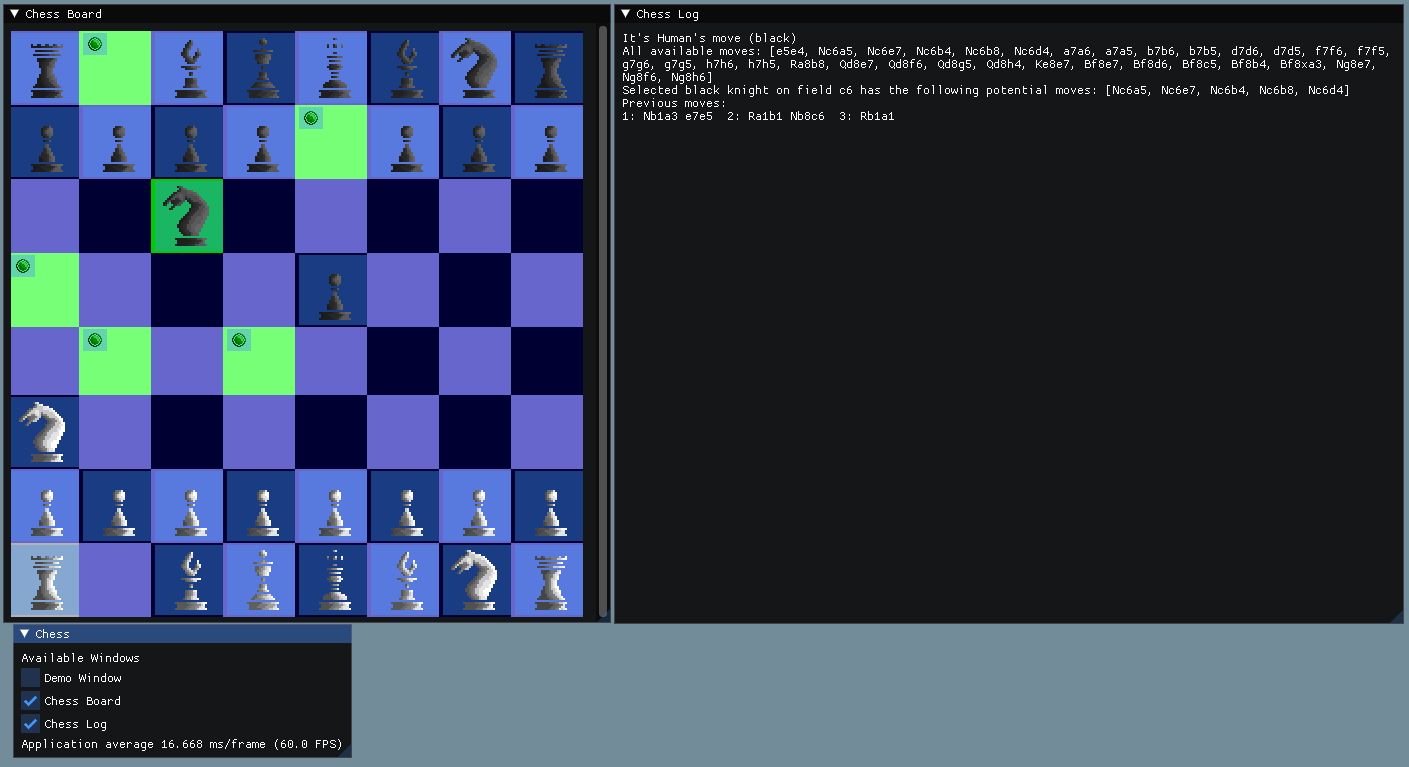 Chess Board
Chess Log
It's Human's move (black)
All available moves: [e5e4, Nc6a5, Nc6e7, Nc6b4, Nc6b8, Nc6d4, a7a6, a7a5, b7b6, b7b5, d7d6, d7d5, f7f6, f7f5,
g7g6, g7g5, h7h6, h7h5, Ra8b8, Qd8e7, Qd8f6, Qd8g5, Qd8h4, Ke8e7, Bf8e7, Bf8d6, Bf8c5, Bf8b4, Bf8xa3, Ng8e7,
Ng8f6, Ng8h6]
Selected black knight on field c6 has the following potential moves: [Nc6a5, Nc6e7, Nc6b4, Nc6b8, Nc6d4]
Previous moves:
1: Nb1a3 e7e5  2: Ra1b1 Nb8c6  3: Rb1a1
Chess
Available Windows
Demo Window
Chess Board
Chess Log
Application average 16.668 ms/frame (60.0 FPS)